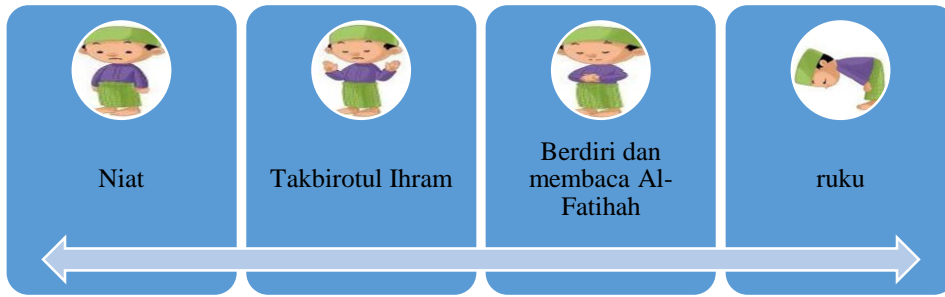 Niat
Takbirotul Ihram
Berdiri dan
membaca Al-
Fatihah
ruku